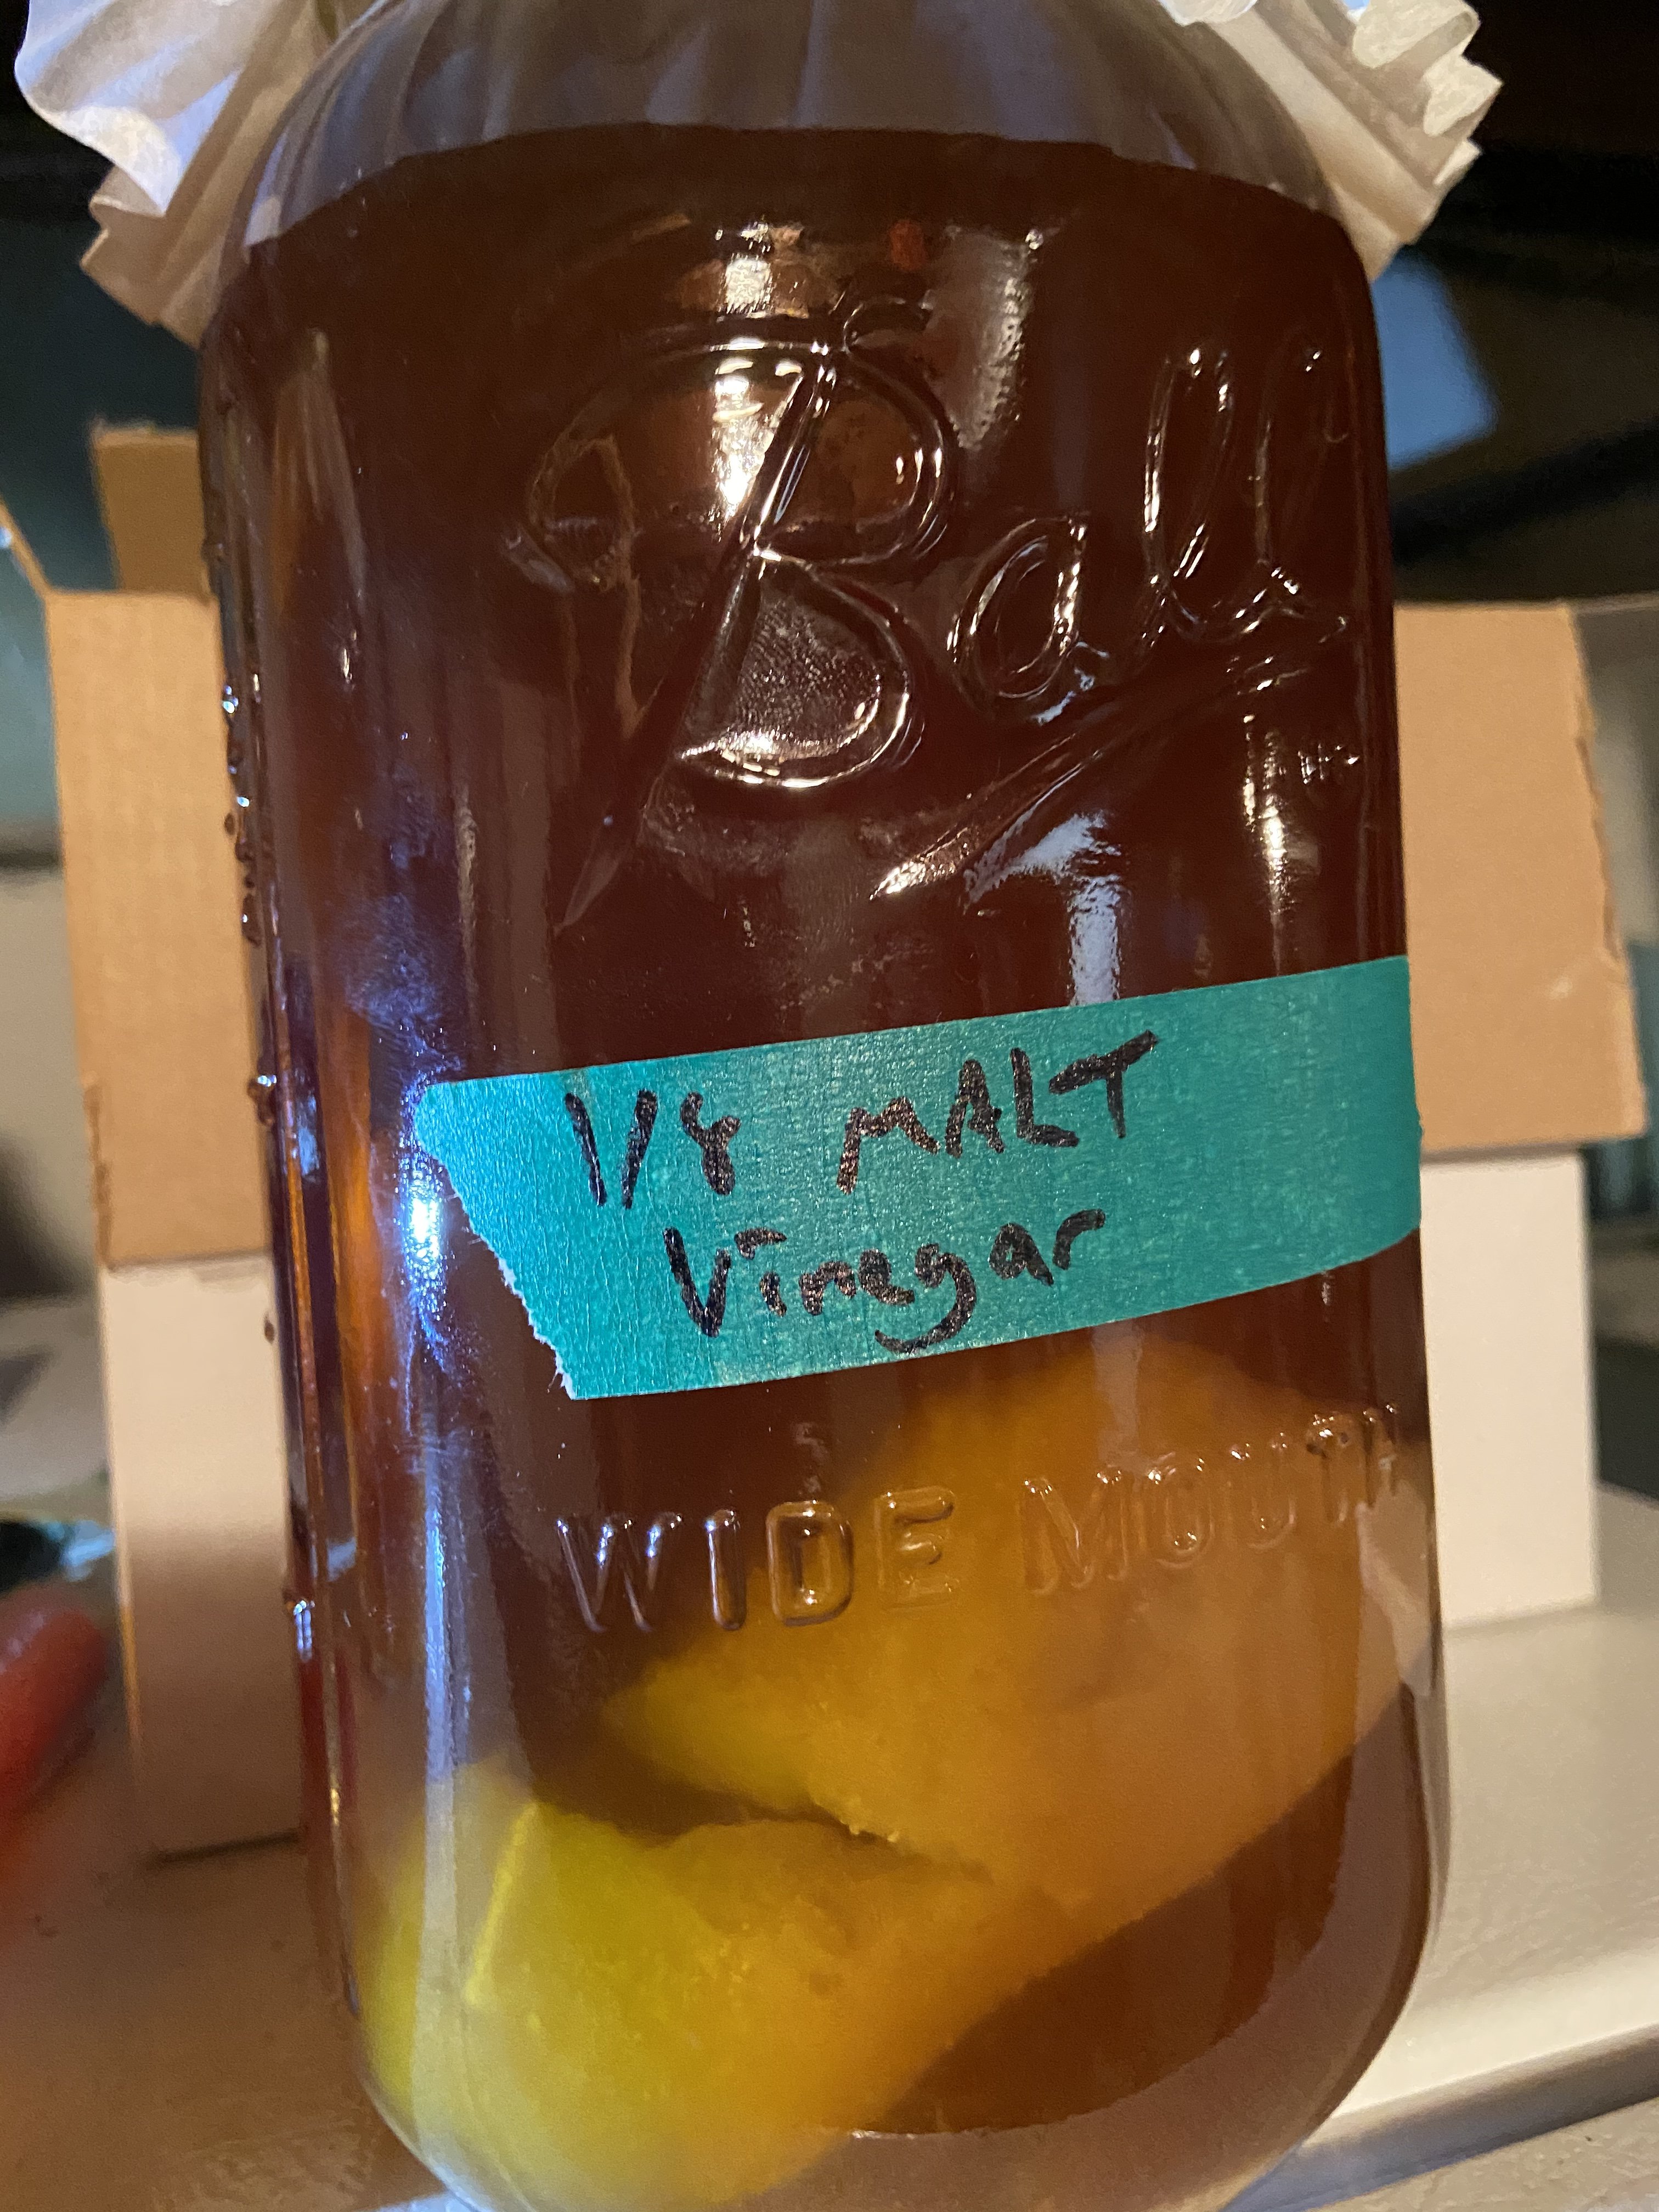 Ball
1/8 MALT
Vinegar
WIDE MOUTH